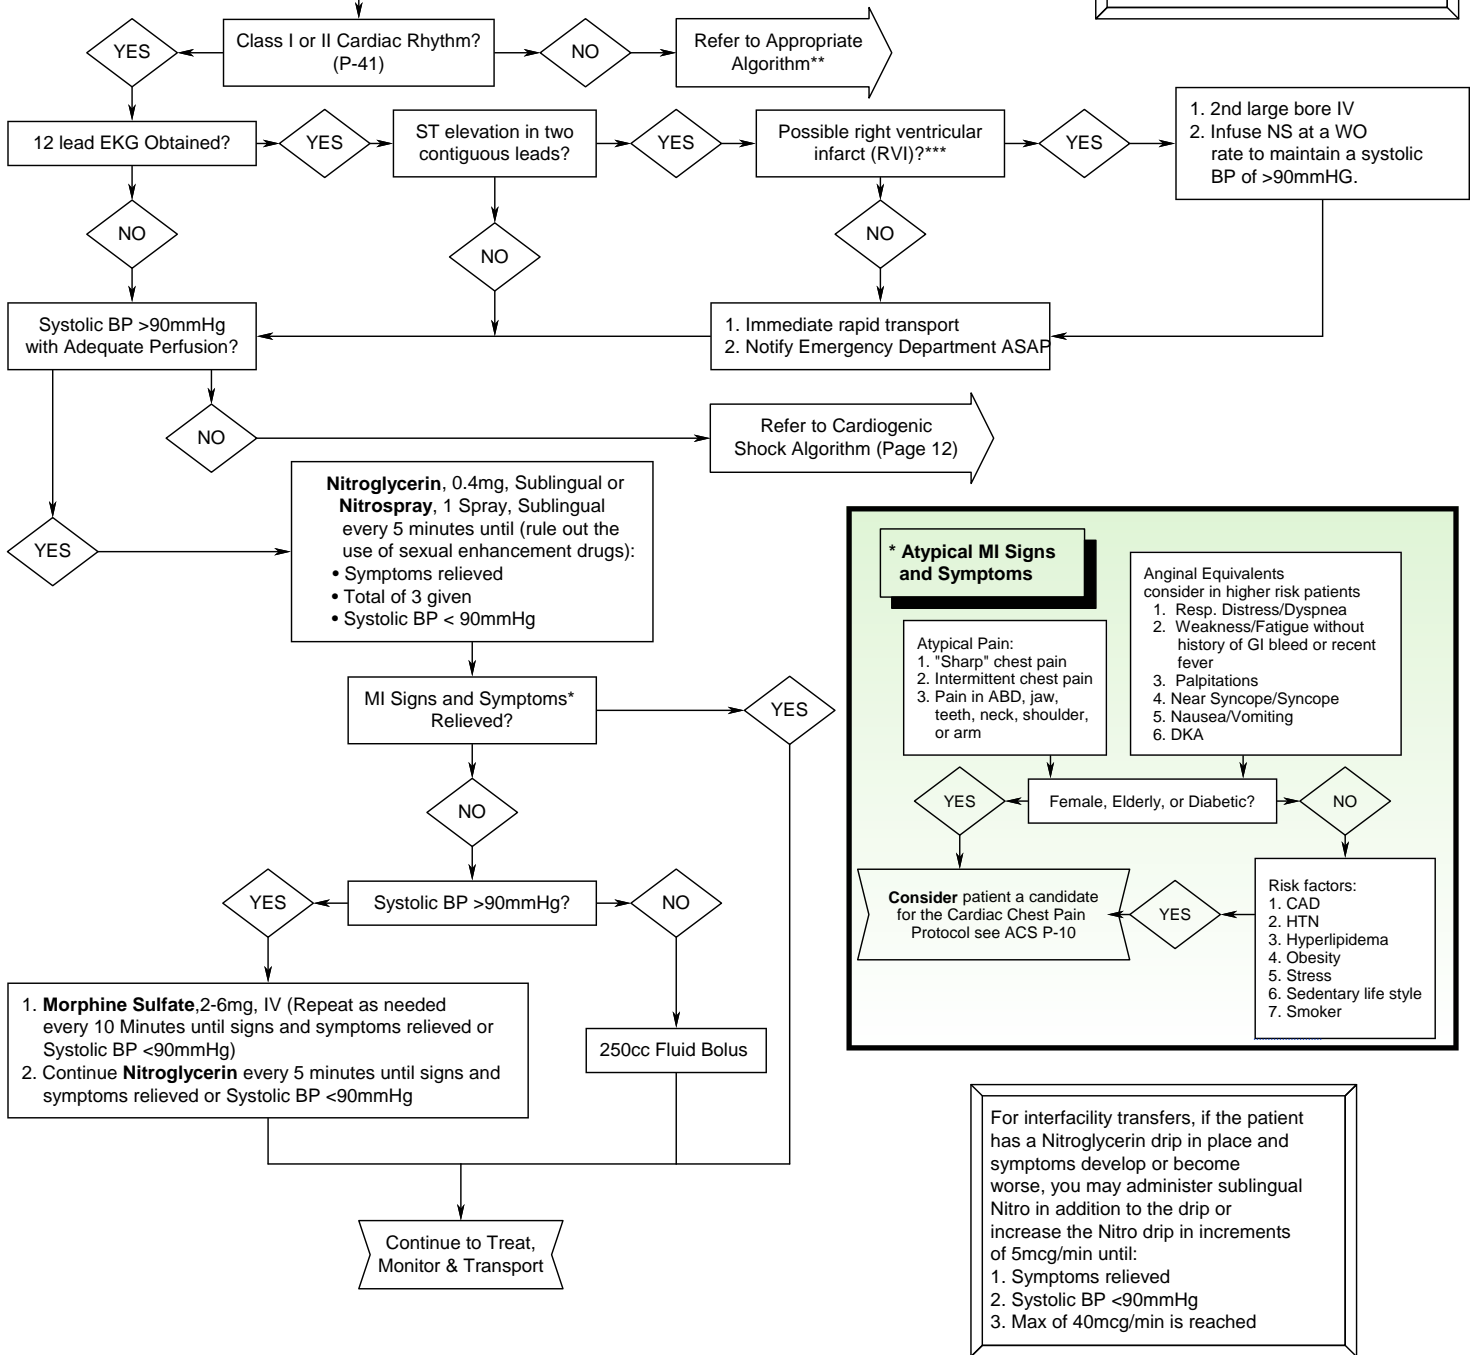 YES
Class I or II Cardiac Rhythm?
(P-41)
NO
Refer to Appropriate
Algorithm**
12 lead EKG Obtained?
YES
ST elevation in two
contiguous leads?
YES
Possible right ventricular
infarct (RVI)?***
YES
1. 2nd large bore IV
2. Infuse NS at a WO
rate to maintain a systolic
BP of >90mmHG.
NO
NO
NO
Systolic BP >90mmHg
with Adequate Perfusion?
1. Immediate rapid transport
2. Notify Emergency Department ASAP
NO
Refer to Cardiogenic
Shock Algorithm (Page 12)
YES
Nitroglycerin, 0.4mg, Sublingual or
Nitrospray, 1 Spray, Sublingual
every 5 minutes until (rule out the
use of sexual enhancement drugs):
• Symptoms relieved
• Total of 3 given
• Systolic BP < 90mmHg
MI Signs and Symptoms*
Relieved?
YES
NO
YES
Systolic BP >90mmHg?
NO
1. Morphine Sulfate,2-6mg, IV (Repeat as needed
every 10 Minutes until signs and symptoms relieved or
Systolic BP <90mmHg)
2. Continue Nitroglycerin every 5 minutes until signs and
symptoms relieved or Systolic BP <90mmHg
250cc Fluid Bolus
Continue to Treat,
Monitor & Transport
* Atypical MI Signs
and Symptoms
Atypical Pain:
1. "Sharp" chest pain
2. Intermittent chest pain
3. Pain in ABD, jaw,
teeth, neck, shoulder,
or arm
Anginal Equivalents
consider in higher risk patients
1. Resp. Distress/Dyspnea
2. Weakness/Fatigue without
history of GI bleed or recent
fever
3. Palpitations
4. Near Syncope/Syncope
5. Nausea/Vomiting
6. DKA
YES
Female, Elderly, or Diabetic?
NO
Consider patient a candidate
for the Cardiac Chest Pain
Protocol see ACS P-10
YES
Risk factors:
1. CAD
2. HTN
3. Hyperlipidema
4. Obesity
5. Stress
6. Sedentary life style
7. Smoker
For interfacility transfers, if the patient
has a Nitroglycerin drip in place and
symptoms develop or become
worse, you may administer sublingual
Nitro in addition to the drip or
increase the Nitro drip in increments
of 5mcg/min until:
1. Symptoms relieved
2. Systolic BP <90mmHg
3. Max of 40mcg/min is reached